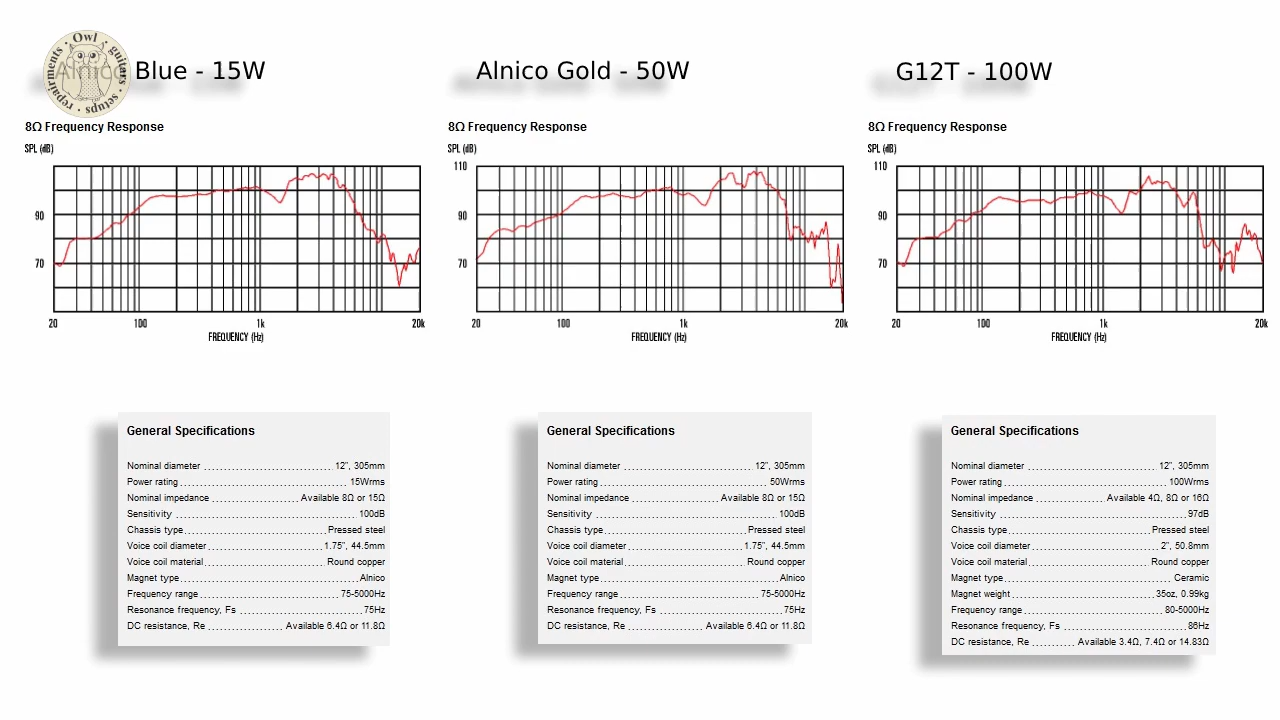 Owl · guitars · setups · repairments ·
Alnico Blue - 15W
Alnico Gold - 50W
G12T - 100W
8Ω Frequency Response
SPL (dB)
90
70
20 100 1k 20k
FREQUENCY (Hz)
8Ω Frequency Response
SPL (dB)
110
90
70
20 100 1k 20k
FREQUENCY (Hz)
8Ω Frequency Response
SPL (dB)
110
90
70
20 100 1k 20k
FREQUENCY (Hz)
General Specifications
Nominal diameter 12", 305mm
Power rating 15Wrms
Nominal impedance Available 8Ω or 15Ω
Sensitivity 100dB
Chassis type Pressed steel
Voice coil diameter 1.75", 44.5mm
Voice coil material Round copper
Magnet type Alnico
Frequency range 75-5000Hz
Resonance frequency, Fs 75Hz
DC resistance, Re Available 6.4Ω or 11.8Ω
General Specifications
Nominal diameter 12", 305mm
Power rating 50Wrms
Nominal impedance Available 8Ω or 15Ω
Sensitivity 100dB
Chassis type Pressed steel
Voice coil diameter 1.75", 44.5mm
Voice coil material Round copper
Magnet type Alnico
Frequency range 75-5000Hz
Resonance frequency, Fs 75Hz
DC resistance, Re Available 6.4Ω or 11.8Ω
General Specifications
Nominal diameter 12", 305mm
Power rating 100Wrms
Nominal impedance Available 4Ω, 8Ω or 16Ω
Sensitivity 97dB
Chassis type Pressed steel
Voice coil diameter 2", 50.8mm
Voice coil material Round copper
Magnet type Ceramic
Magnet weight 35oz, 0.99kg
Frequency range 80-5000Hz
Resonance frequency, Fs 86Hz
DC resistance, Re Available 3.4Ω, 7.4Ω or 14.83Ω